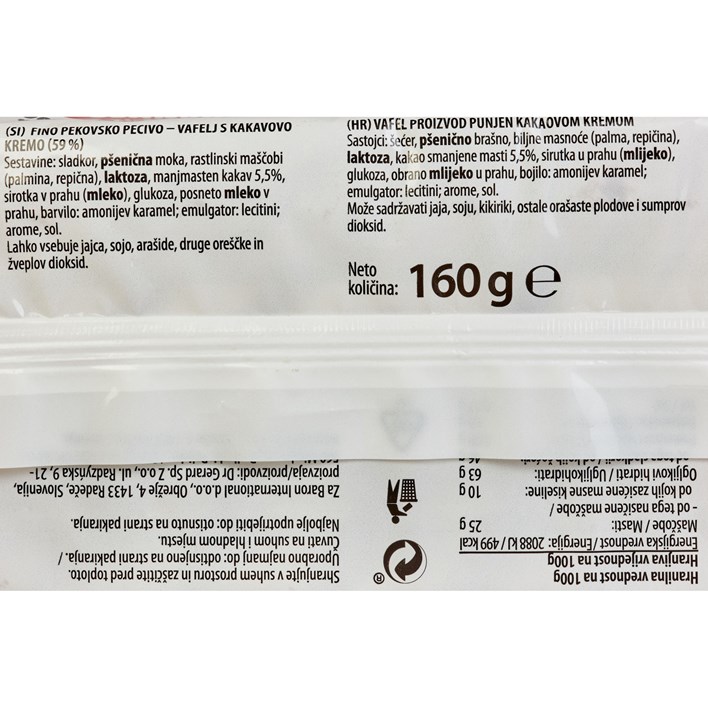 (SI) FINO PEKOVSKO PECIVO – VAFELJ S KAKAVOVO
KREMO (59 %)
Sestavine: sladkor, pšenična moka, rastlinski maščobi
(palmina, repična), laktoza, manjmasten kakav 5,5%,
sirotka v prahu (mleko), glukoza, posneto mleko v
prahu, barvilo: amonijev karamel; emulgator: lecitini;
arome, sol.
Lahko vsebuje jajca, sojo, arašide, druge oreščke in
žveplov dioksid.
(HR) VAFEL PROIZVOD PUNJEN KAKAOVOM KREMOM
Sastojci: šećer, pšenično brašno, biljne masnoće (palma, repičina),
laktoza, kakao smanjene masti 5,5%, sirutka u prahu (mlijeko),
glukoza, obrano mlijeko u prahu, bojilo: amonijev karamel;
emulgator: lecitini; arome, sol.
Može sadržavati jaja, soju, kikiriki, ostale orašaste plodove i sumprov
dioksid.
Neto
količina: 160 g e
Shranjujte v suhem prostoru in zaščitite pred toploto.
Uporabno najmanj do: odtisnjeno na strani pakiranja. /
Čuvati na suhom i hladnom mjestu.
Najbolje upotrijebiti do: otisnuto na strani pakiranja.
Za Baron International d.o.o., Obrežje 4, 1433 Radeče, Slovenija,
proizvaja/proizvodi: Dr Gerard Sp. Z o.o., ul. Radzyńska 9, 21-
®
Hranilna vrednost na 100g
Hranjiva vrijednost na 100g
Energijska vrednost / Energija: 2088 kJ / 499 kcal
Maščobe / Masti: 25 g
- od tega nasičene maščobe /
od kojih zasićene masne kiseline: 10 g
Ogljikovi hidrati / Ugljikohidrati: 63 g